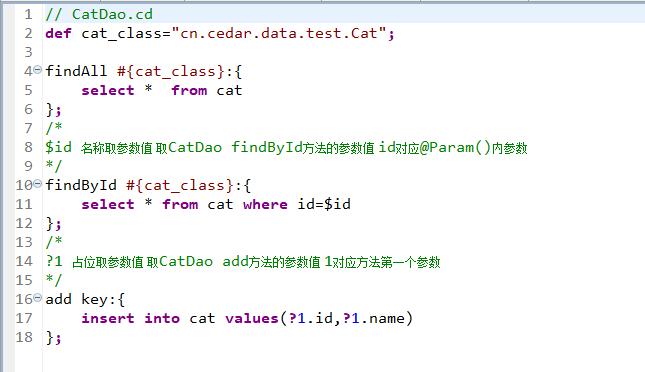 1 // CatDao.cd
2 def cat_class="cn.cedar.data.test.Cat";
3
4 findAll #{cat_class}:{
5     select *  from cat
6 };
7 /*
8 $id 名称取参数值 取CatDao findById方法的参数值 id对应@Param()内参数
9 */
10 findById #{cat_class}:{
11     select * from cat where id=$id
12 };
13 /*
14 ?1 占位取参数值 取CatDao add方法的参数值 1对应方法第一个参数
15 */
16 add key:{
17     insert into cat values(?1.id,?1.name)
18 };